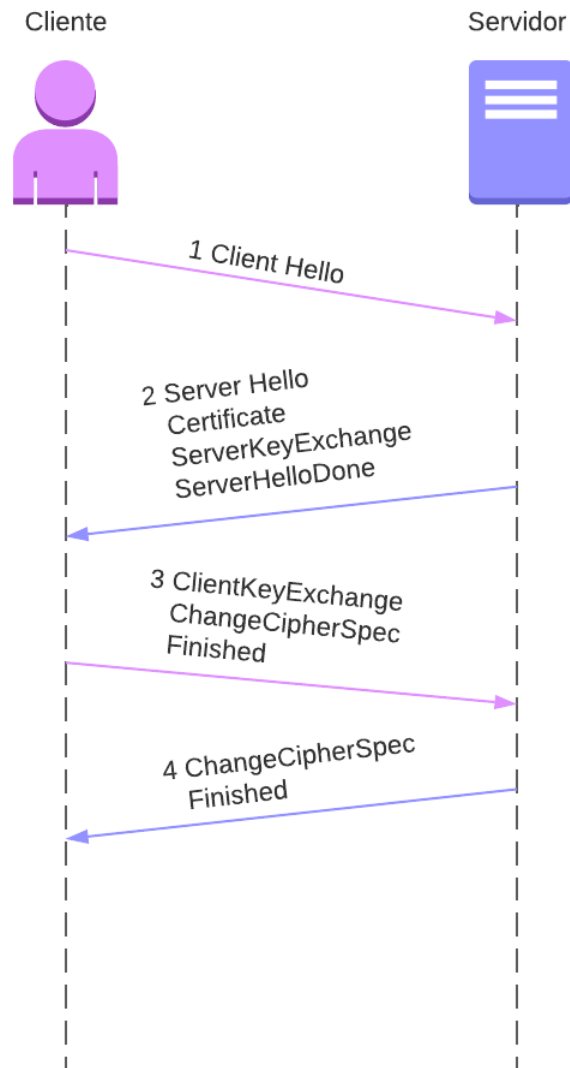 Cliente
Servidor
1 Client Hello
2 Server Hello
Certificate
ServerKeyExchange
ServerHelloDone
3 ClientKeyExchange
ChangeCipherSpec
Finished
4 ChangeCipherSpec
Finished